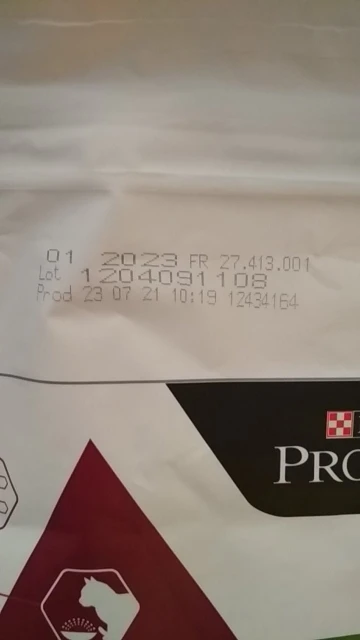 01 2023 FR 27.413.001
Lot 1204091108
Prod 23 07 21 10:19 12434164
PRO